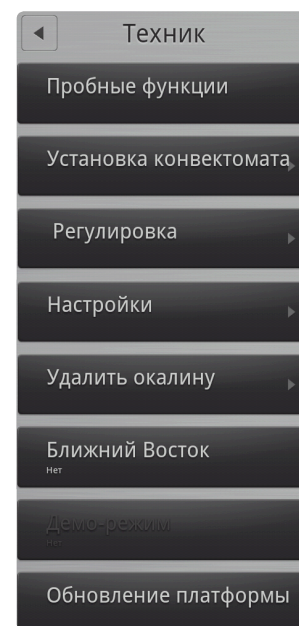 Техник
Пробные функции
Установка конвектомата
Регулировка
Настройки
Удалить окалину
Ближний Восток
Нет
Демо-режим
Нет
Обновление платформы